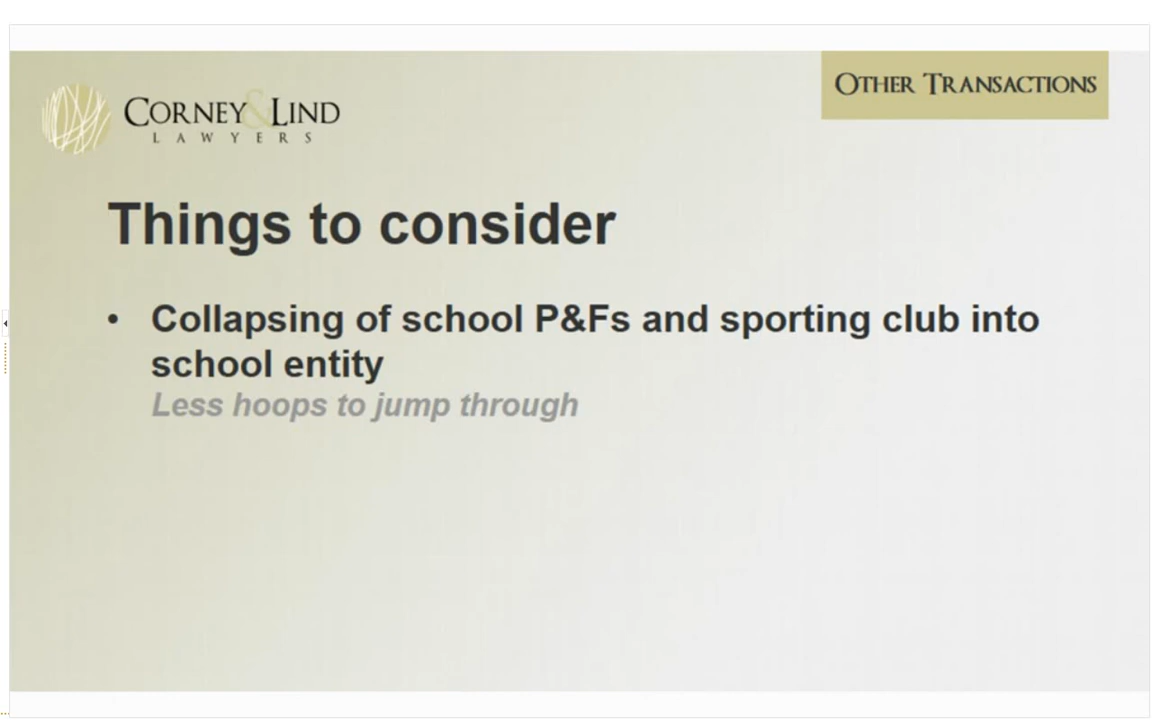 OTHER TRANSACTIONS
CORNEY&LIND
LAWYERS
Things to consider
• Collapsing of school P&Fs and sporting club into
school entity
Less hoops to jump through